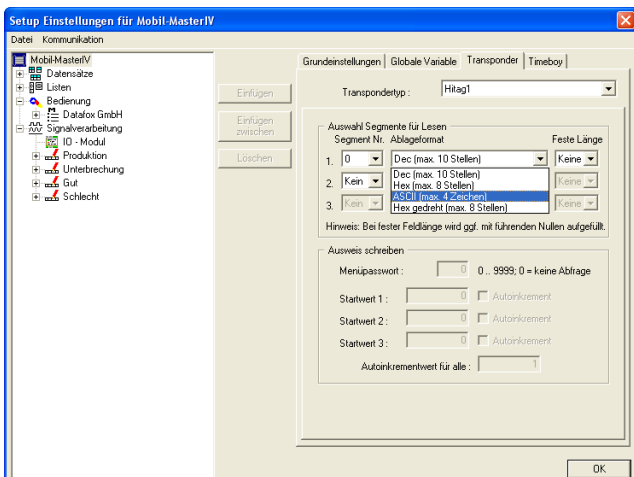 Setup Einstellungen für Mobil-MasterIV
Datei Kommunikation
Mobil-MasterIV
Datensätze
Listen
Bedienung
Datafox GmbH
Signalverarbeitung
IO - Modul
Produktion
Unterbrechung
Gut
Schlecht
Einfügen
Einfügen
zwischen
Löschen
Grundeinstellungen Globale Variable Transponder Timeboy
Transpondertyp : Hitag1
Auswahl Segmente für Lesen
Segment Nr. Ablageformat Feste Länge
1. 0 Dec (max. 10 Stellen) Keine
Dec (max. 10 Stellen)
2. Kein Hex (max. 8 Stellen) Keine
ASCII (max. 4 Zeichen)
3. Kein Hex gedreht (max. 8 Stellen) Keine
Hinweis: Bei fester Feldlänge wird ggf. mit führenden Nullen aufgefüllt.
Ausweis schreiben
Menüpasswort : 0 0 .. 9999; 0 = keine Abfrage
Startwert 1 : 0 Autoinkrement
Startwert 2 : 0 Autoinkrement
Startwert 3 : 0 Autoinkrement
Autoinkrementwert für alle : 1
OK